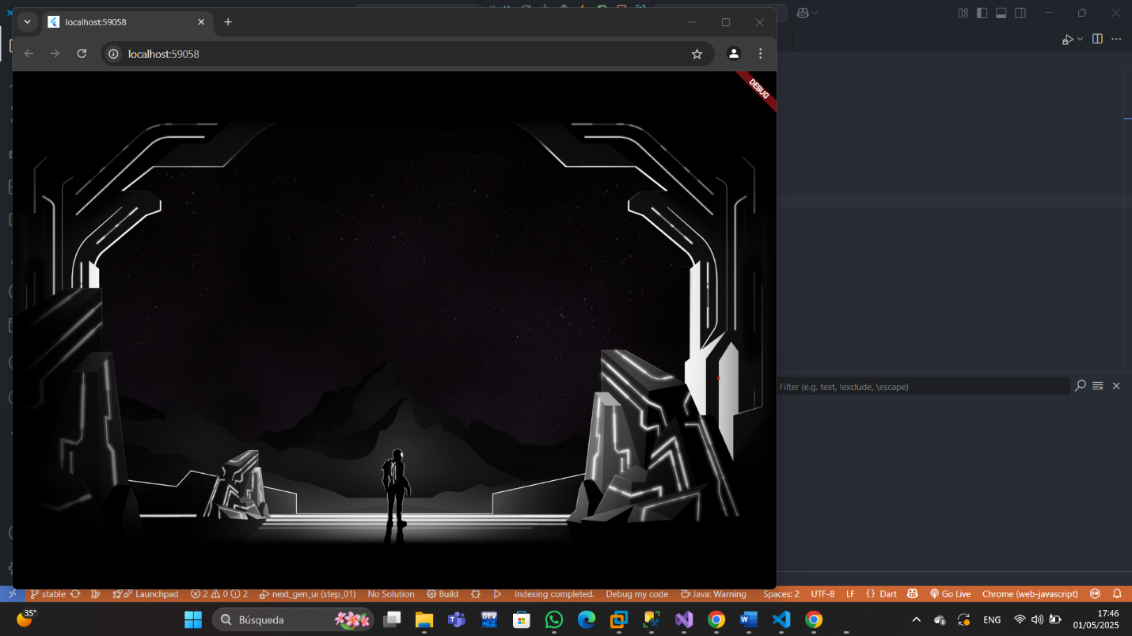 localhost:59058
localhost:59058
DEBUG
Filter (e.g. text, !exclude, \escape)
stable
Launchpad
2 0 2
next_gen_ui (step_01)
No Solution
Build
Indexing completed.
Debug my code
Java: Warning
Spaces: 2
UTF-8
LF
{ } Dart
Go Live
Chrome (web-javascript)
35°
Búsqueda
DEV
ENG
17:46
01/05/2025